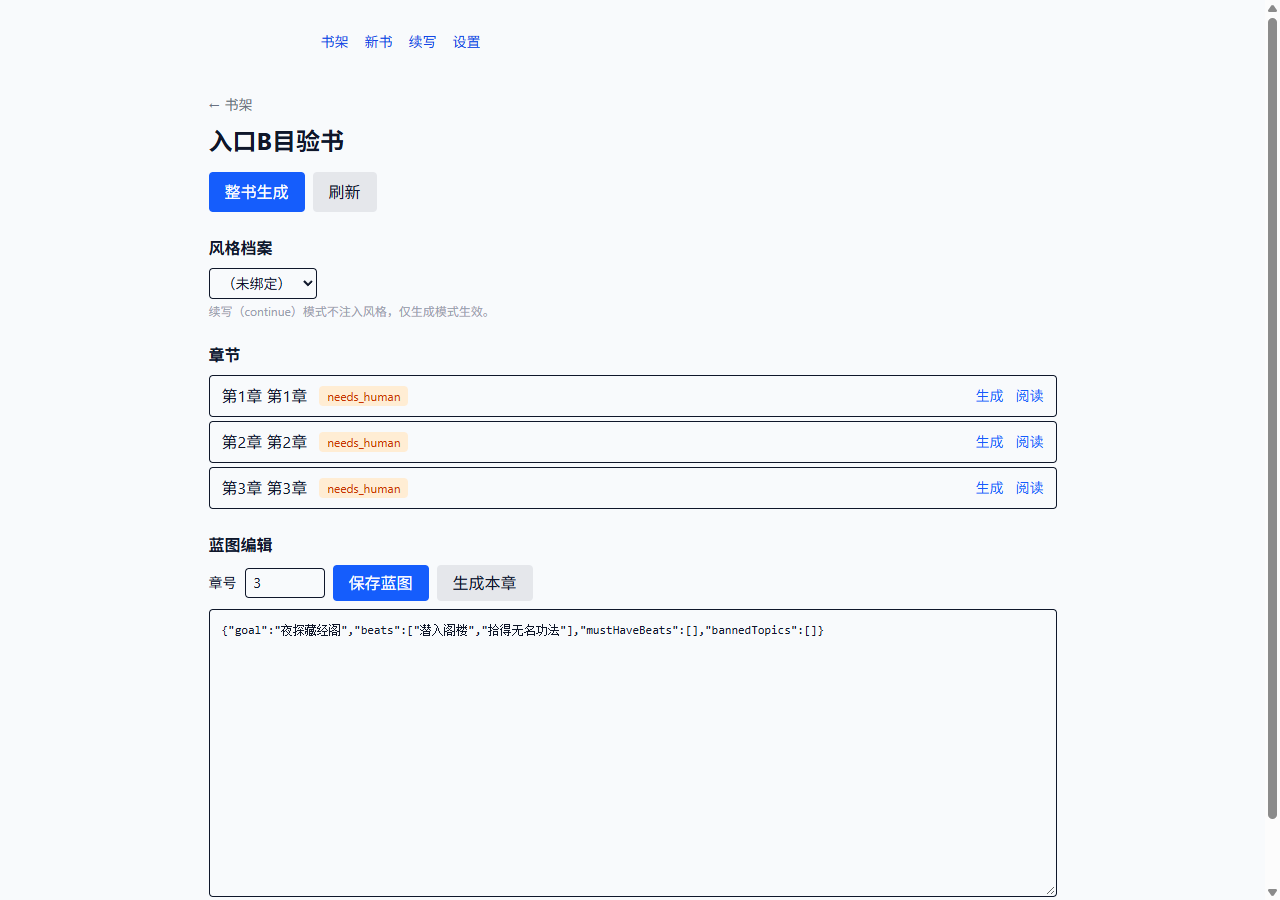 书架 新书 续写 设置
← 书架
入口B目验书
整书生成 刷新
风格档案
（未绑定）
续写（continue）模式不注入风格，仅生成模式生效。
章节
第1章 第1章 needs_human 生成 阅读
第2章 第2章 needs_human 生成 阅读
第3章 第3章 needs_human 生成 阅读
蓝图编辑
章号 3 保存蓝图 生成本章
{"goal":"夜探藏经阁","beats":["潜入阁楼","拾得无名功法"],"mustHaveBeats":[],"bannedTopics":[]}